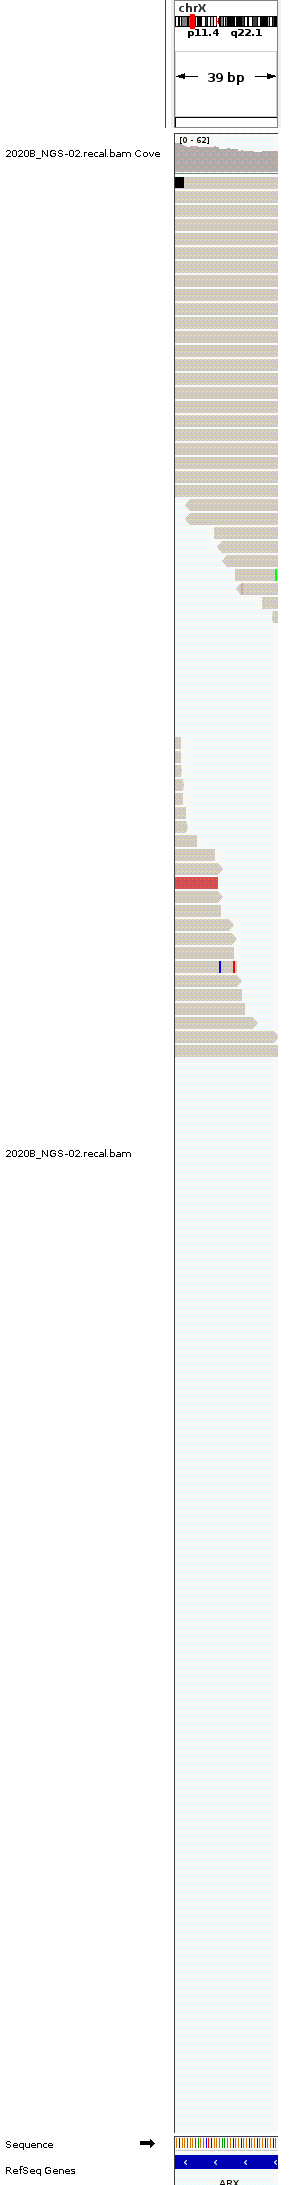 chrX
p11.4 q22.1
39 bp
[0 - 62]
2020B_NGS-02.recal.bam Cove
2020B_NGS-02.recal.bam
Sequence
RefSeq Genes
ARX